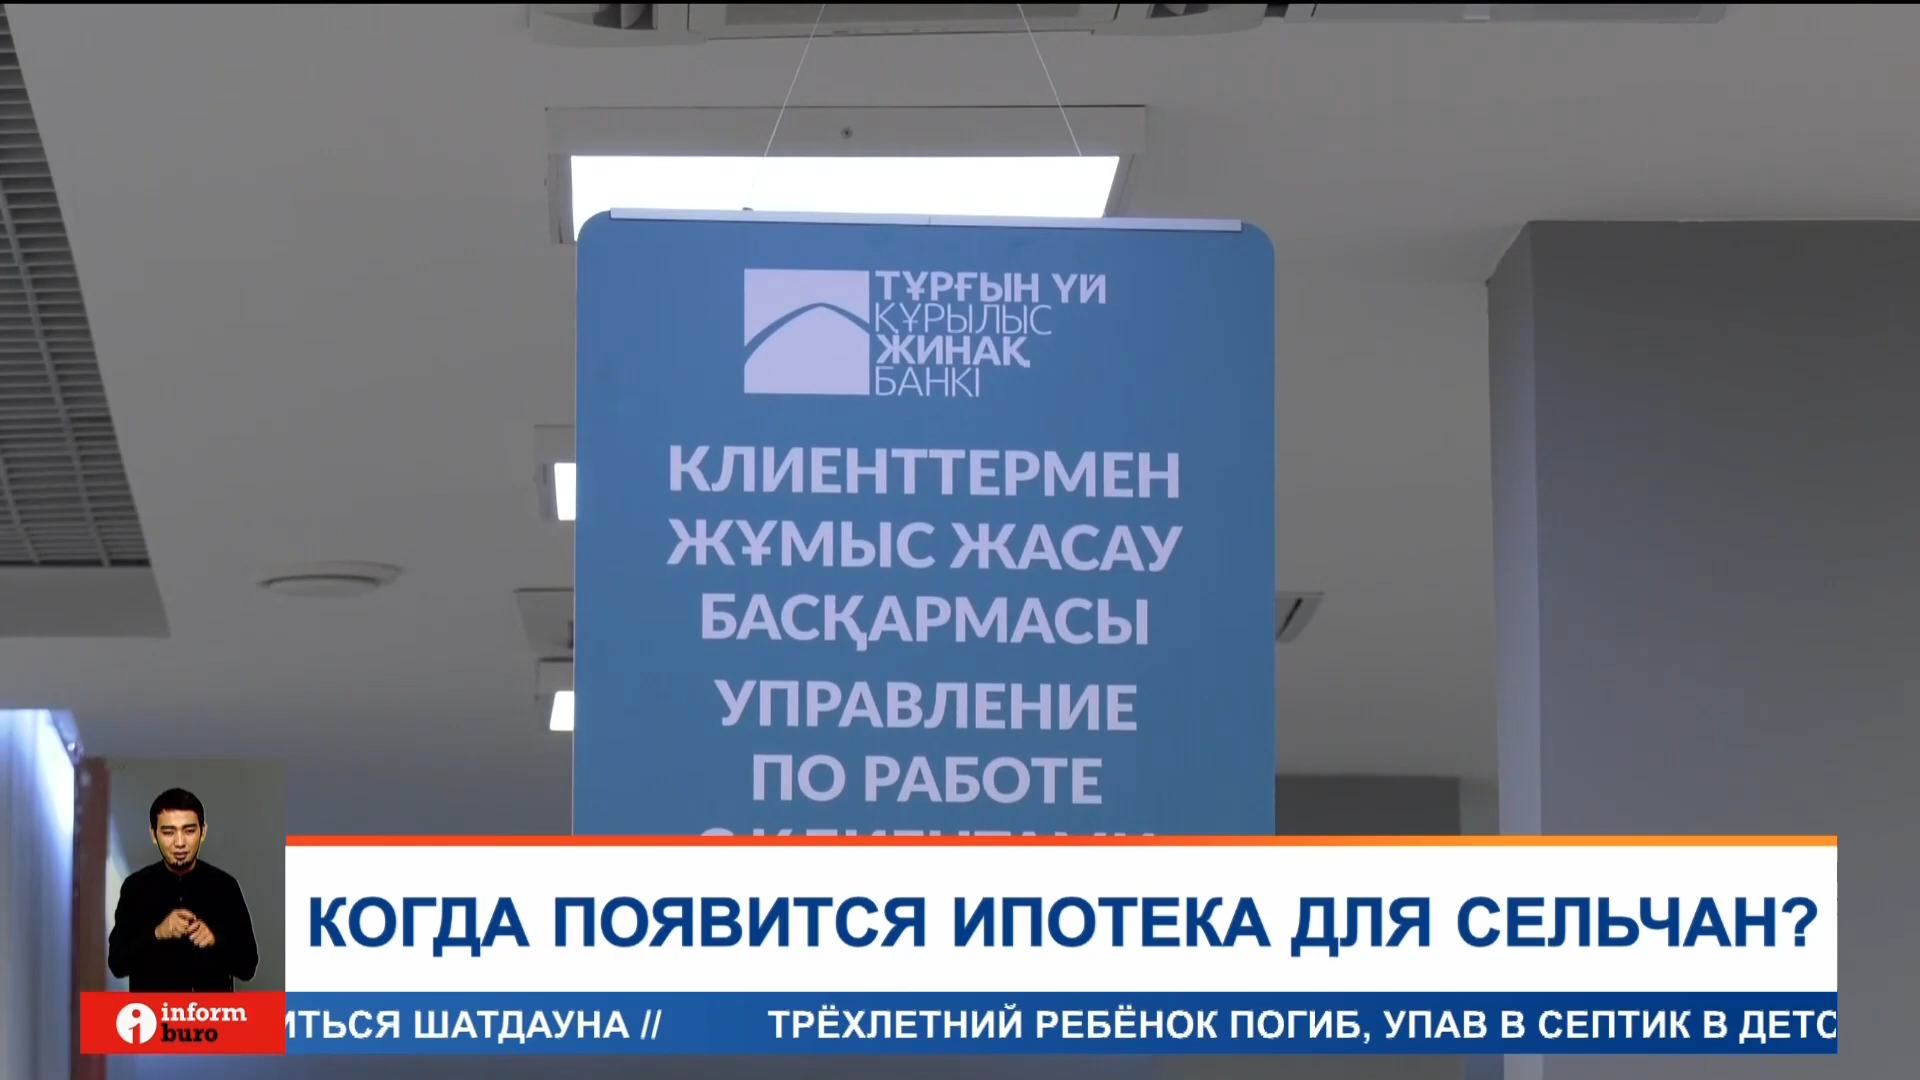 ТҰРҒЫН ҮЙ
ҚҰРЫЛЫС
ЖИНАҚ
БАНКІ
КЛИЕНТТЕРМЕН
ЖҰМЫС ЖАСАУ
БАСҚАРМАСЫ
УПРАВЛЕНИЕ
ПО РАБОТЕ
С КЛИЕНТАМИ
КОГДА ПОЯВИТСЯ ИПОТЕКА ДЛЯ СЕЛЬЧАН?
inform
buro
ИТЬСЯ ШАТДАУНА // ТРЁХЛЕТНИЙ РЕБЁНОК ПОГИБ, УПАВ В СЕПТИК В ДЕТС